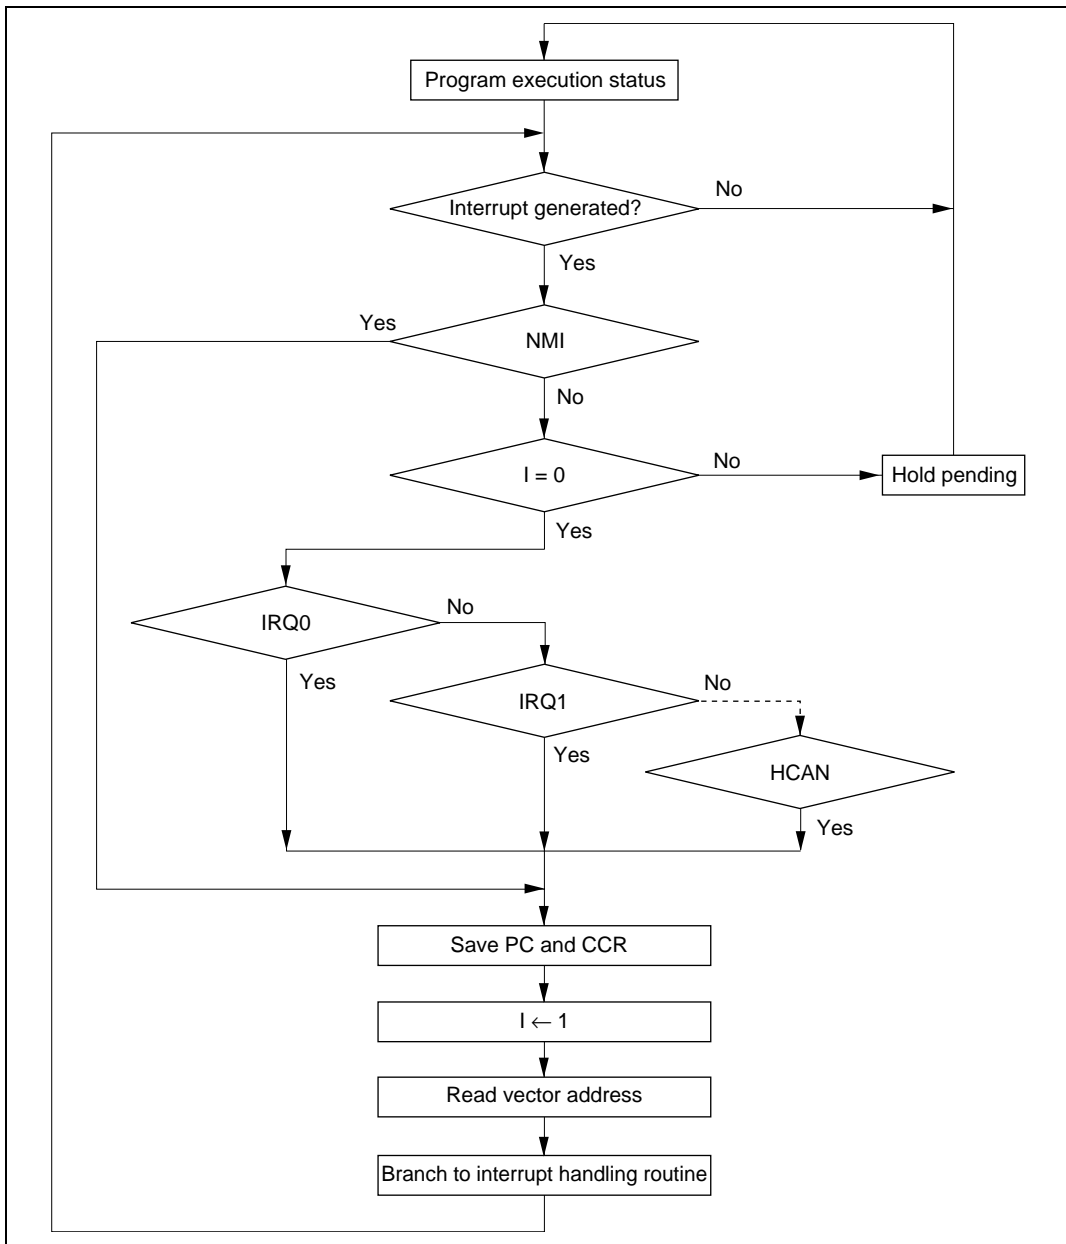 Program execution status
Interrupt generated?
No
Yes
Yes
NMI
No
I = 0
No
Hold pending
Yes
IRQ0
No
Yes
IRQ1
No
Yes
HCAN
Yes
Save PC and CCR
I ← 1
Read vector address
Branch to interrupt handling routine